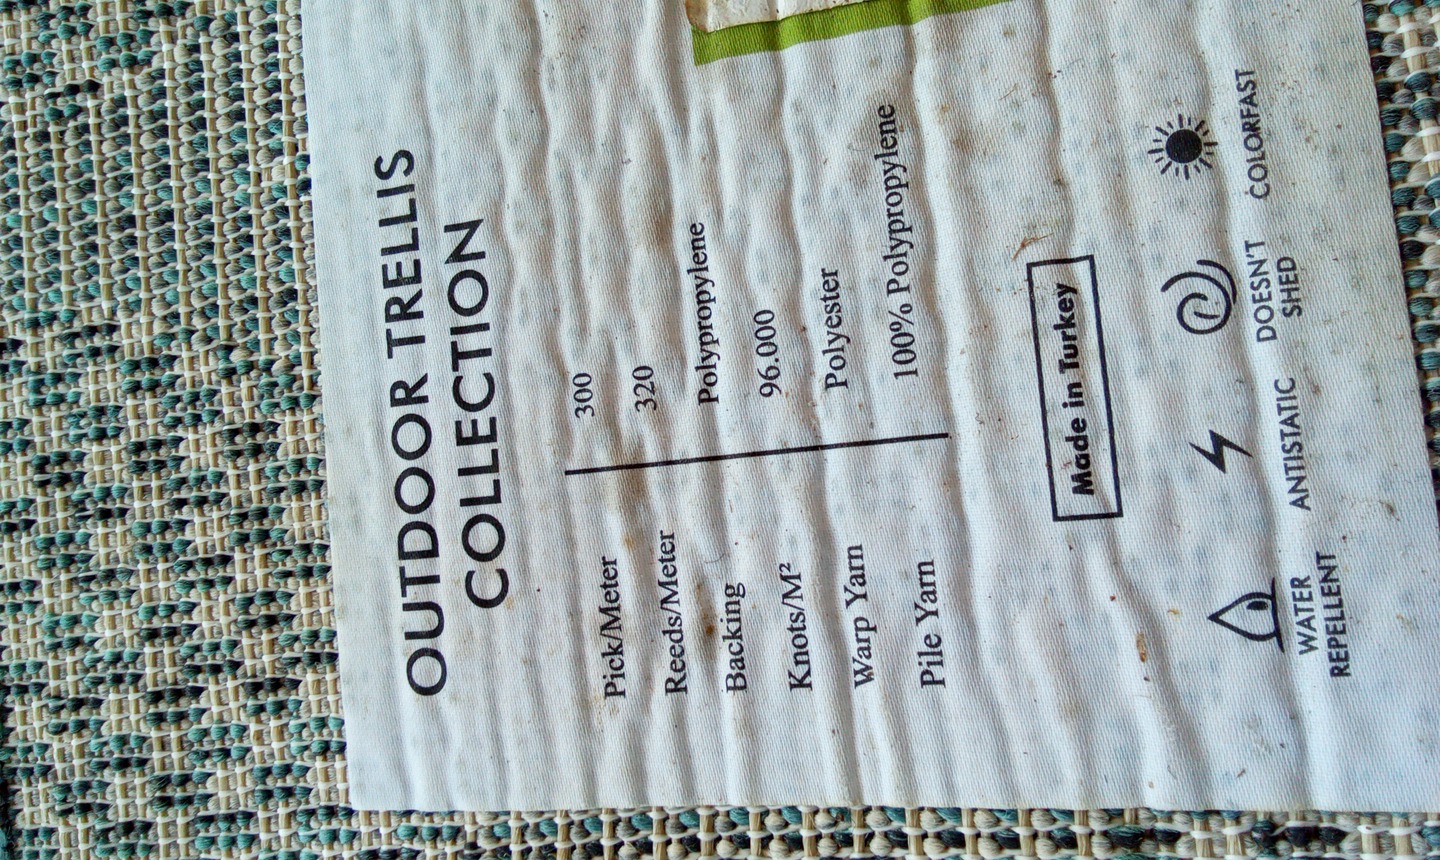 OUTDOOR TRELLIS
COLLECTION
Pick/Meter 300
Reeds/Meter 320
Backing Polypropylene
Knots/M² 96.000
Warp Yarn Polyester
Pile Yarn 100% Polypropylene
Made in Turkey
WATER
REPELLENT
ANTISTATIC
DOESN'T
SHED
COLORFAST